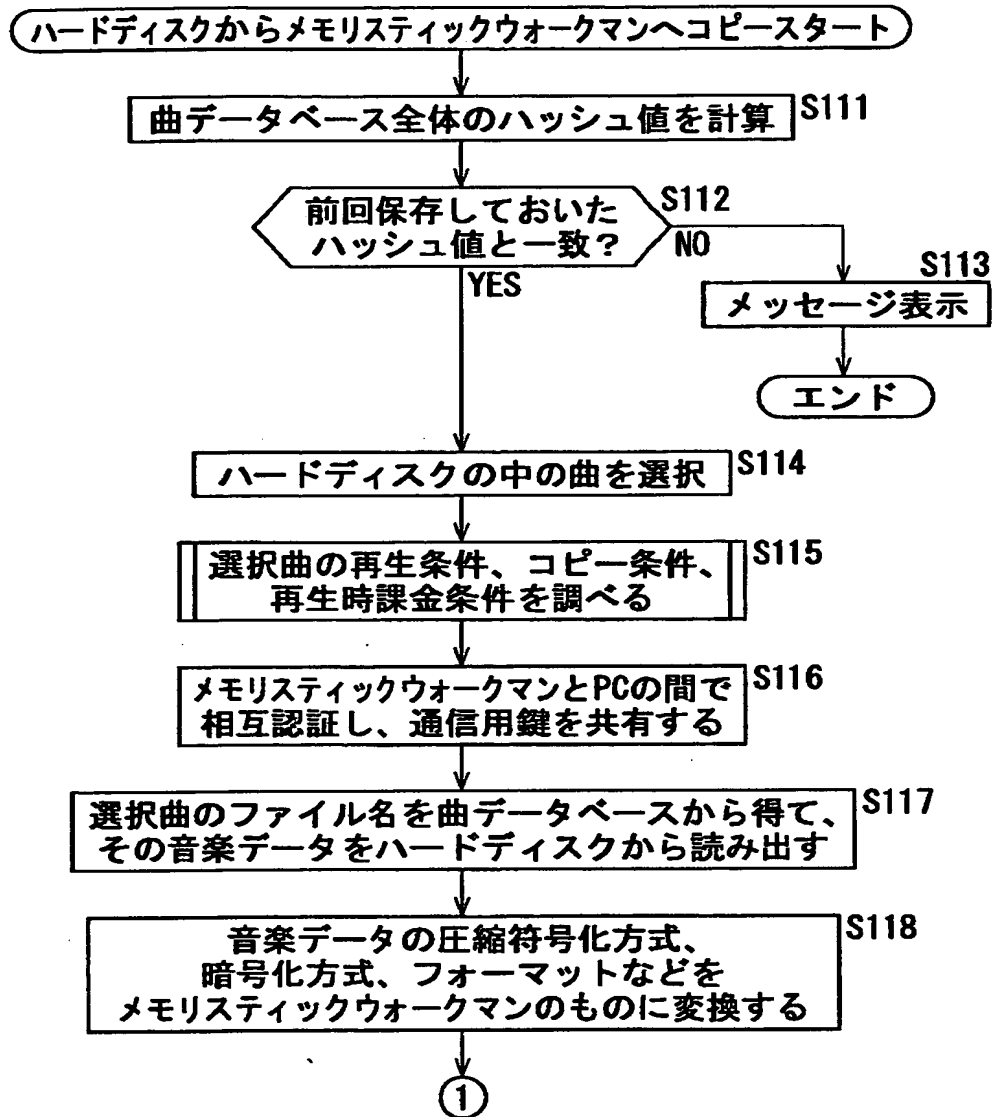 ハードディスクからメモリスティックウォークマンへコピースタート
曲データベース全体のハッシュ値を計算
S111
前回保存しておいた
ハッシュ値と一致?
S112
NO
YES
S113
メッセージ表示
エンド
ハードディスクの中の曲を選択
S114
選択曲の再生条件、コピー条件、
再生時課金条件を調べる
S115
メモリスティックウォークマンとPCの間で
相互認証し、通信用鍵を共有する
S116
選択曲のファイル名を曲データベースから得て、
その音楽データをハードディスクから読み出す
S117
音楽データの圧縮符号化方式、
暗号化方式、フォーマットなどを
メモリスティックウォークマンのものに変換する
S118
1